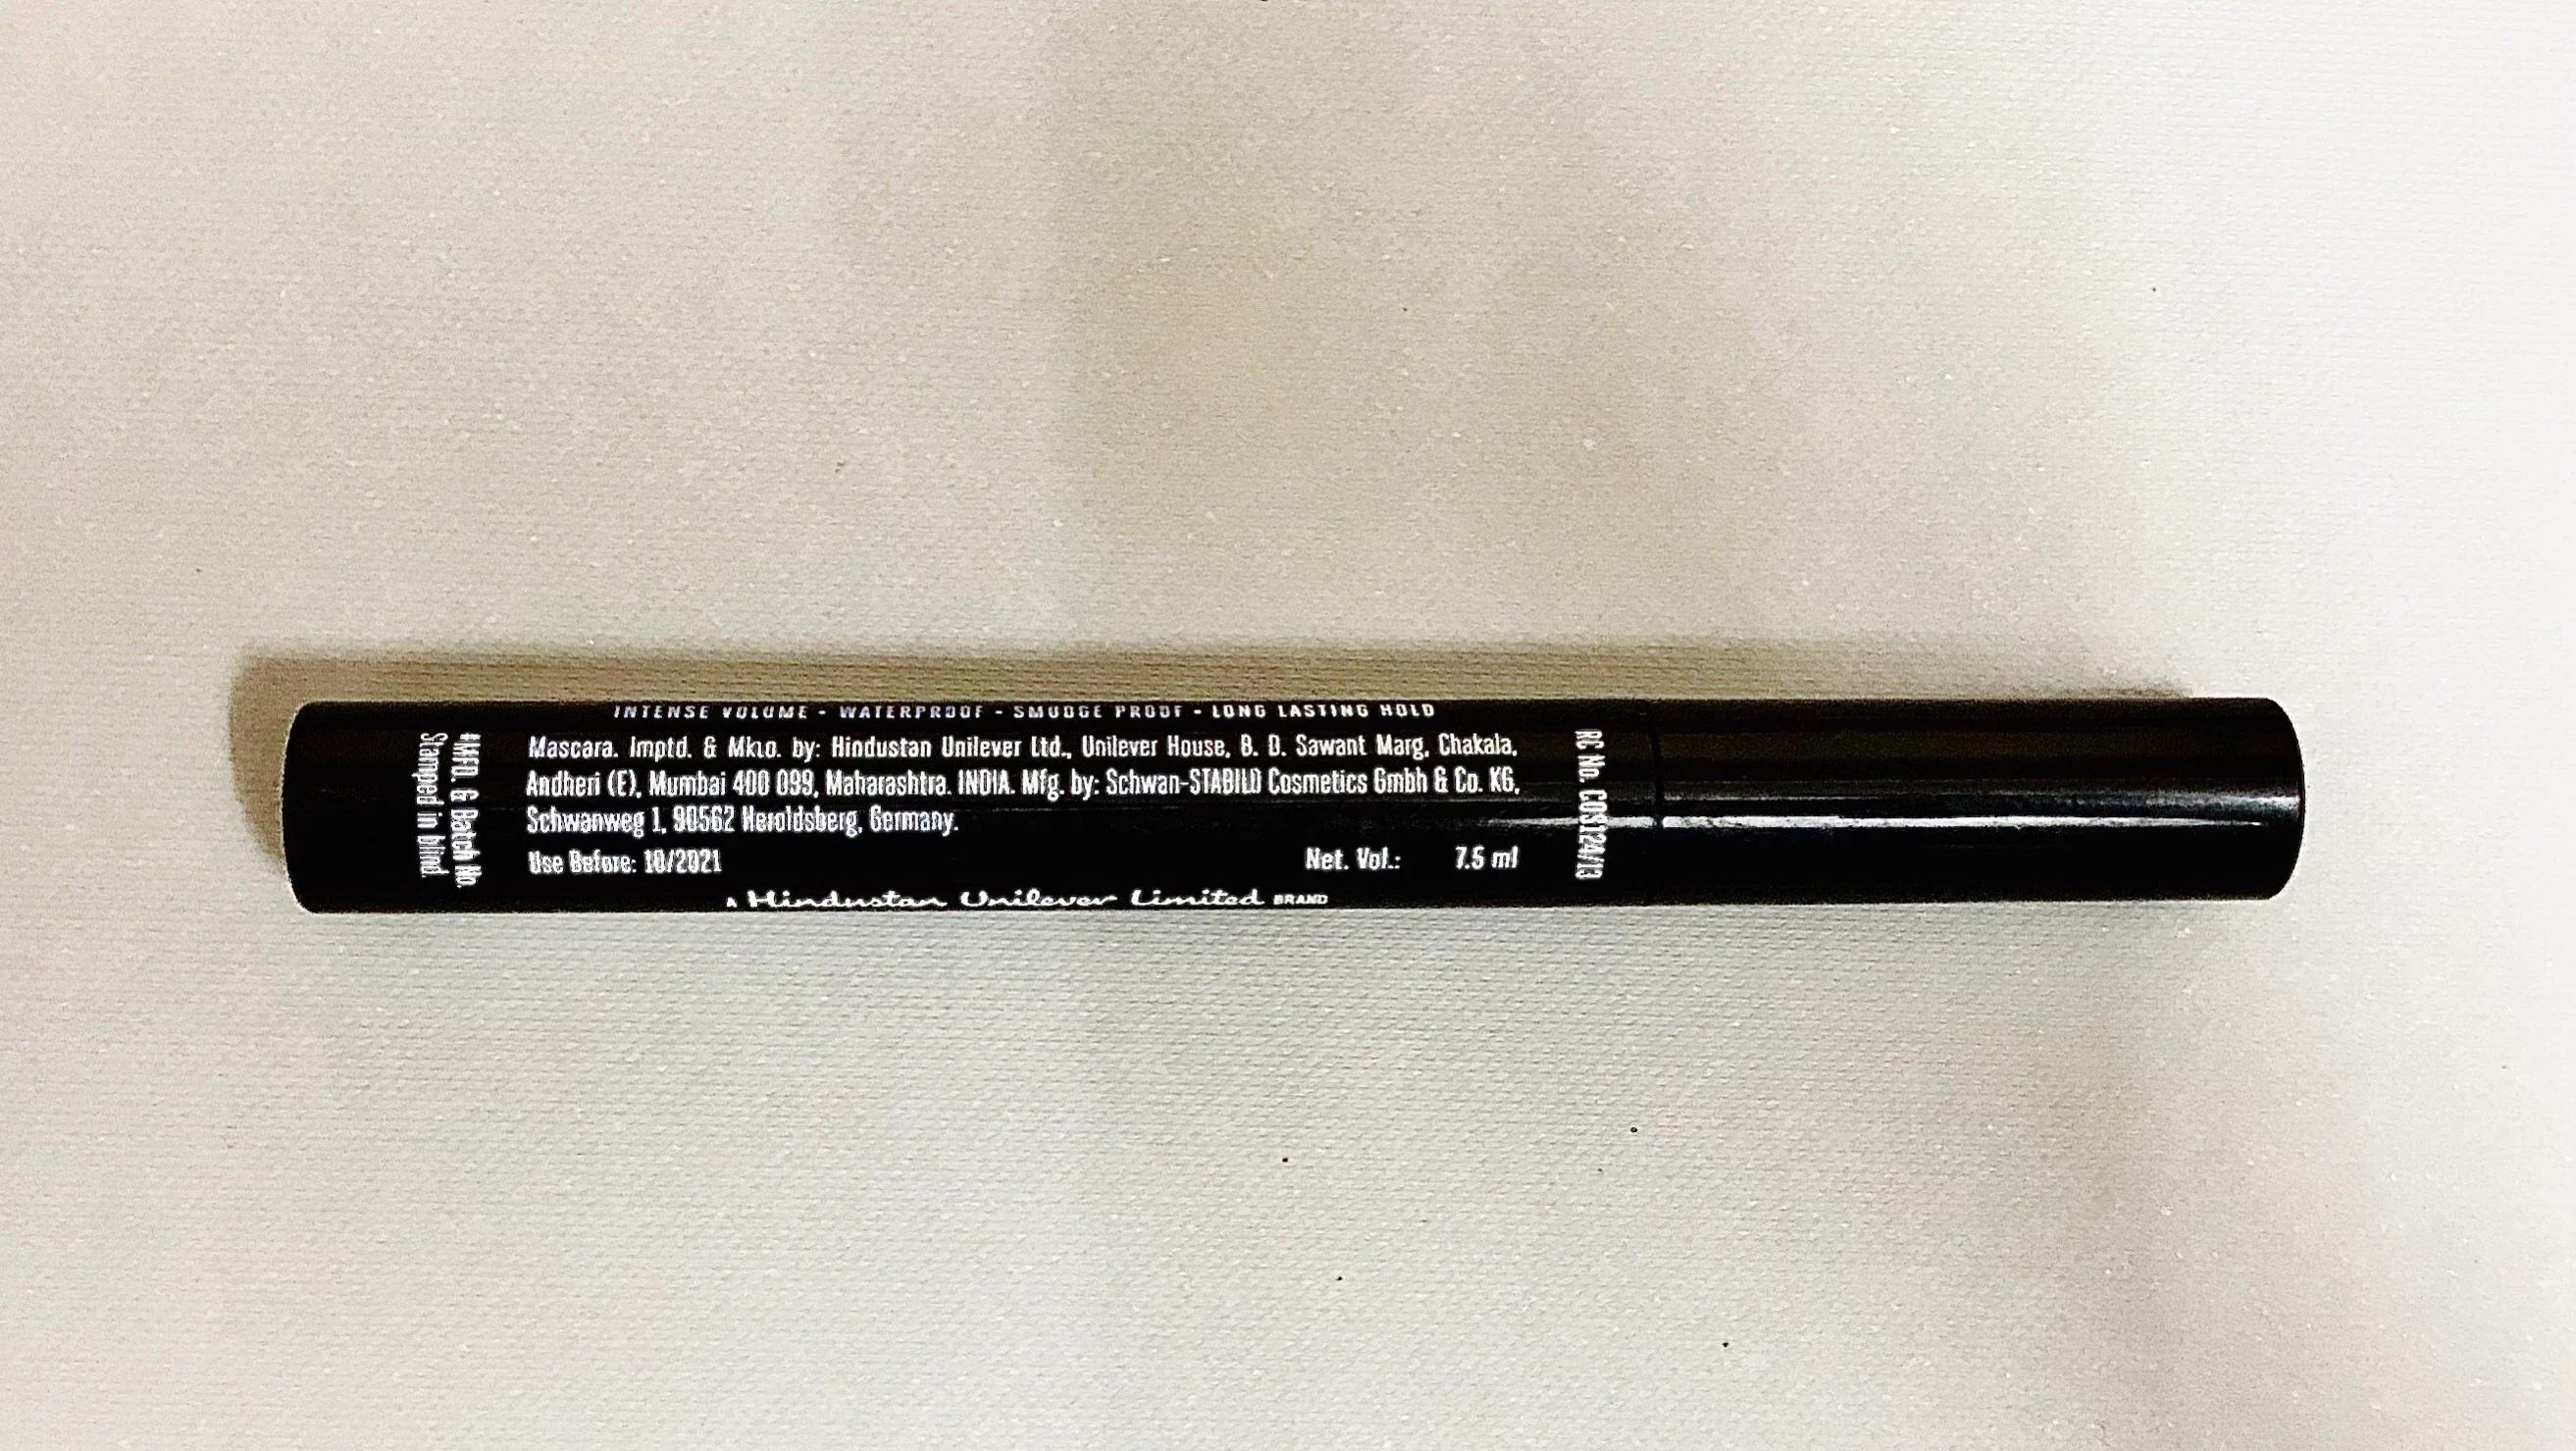 INTENSE VOLUME - WATERPROOF - SMUDGE PROOF - LONG LASTING HOLD
Mascara. Imptd. & Mktd. by: Hindustan Unilever Ltd., Unilever House, B. D. Sawant Marg, Chakala,
Andheri (E), Mumbai 400 099, Maharashtra. INDIA. Mfg. by: Schwan-STABILO Cosmetics Gmbh & Co. KG,
Schwanweg 1, 90562 Heroldsberg, Germany.
Use Before: 10/2021 Net. Vol.: 7.5 ml
A Hindustan Unilever Limited BRAND
#MFD. & Batch No.
Stamped in blind.
RC No. COS124/13